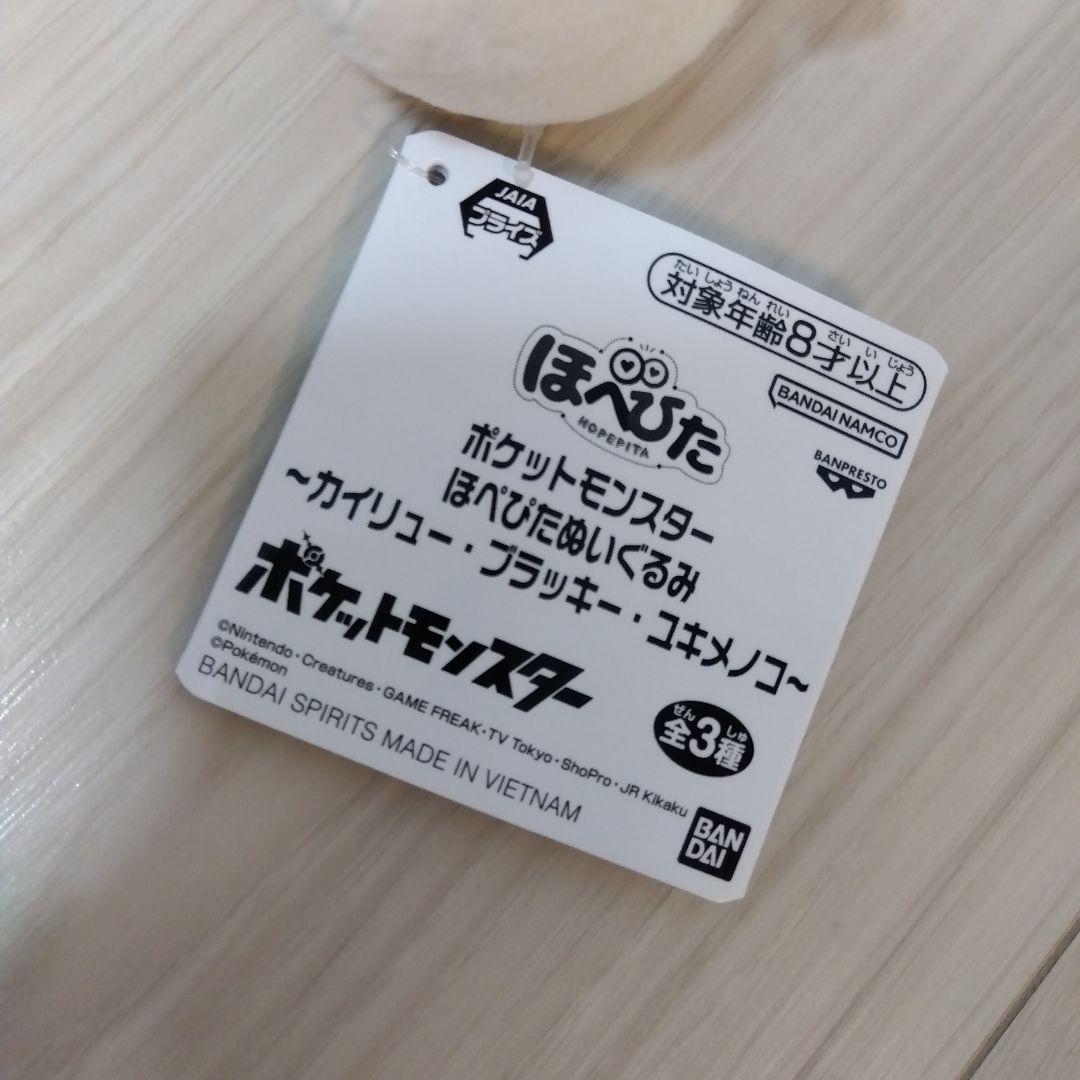 JAIA
プライズ
たいしょうねんれい さいいじょう
対象年齢8才以上
BANDAI NAMCO
BANPRESTO
ほぺぴた
HOPEPITA
ポケットモンスター
ほぺぴたぬいぐるみ
~カイリュー・ブラッキー・ユキメノコ~
ポケットモンスター
©Nintendo・Creatures・GAME FREAK・TV Tokyo・ShoPro・JR Kikaku
©Pokémon
BANDAI SPIRITS MADE IN VIETNAM
ぜん しゅ
全3種
BAN
DAI